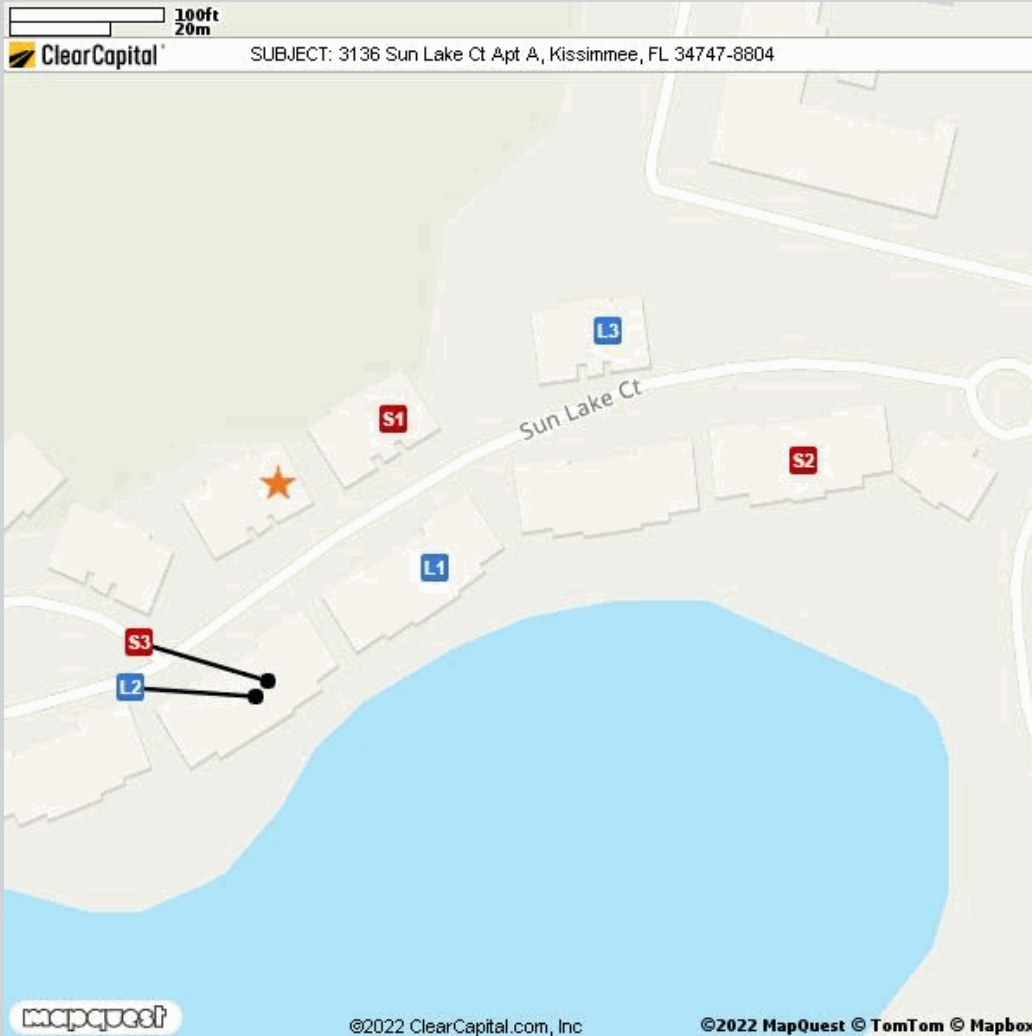 100ft
20m
ClearCapital
SUBJECT: 3136 Sun Lake Ct Apt A, Kissimmee, FL 34747-8804
L3
S1
Sun Lake Ct
S2
L1
S3
L2
mapquest
©2022 ClearCapital.com, Inc
©2022 MapQuest © TomTom © Mapbox